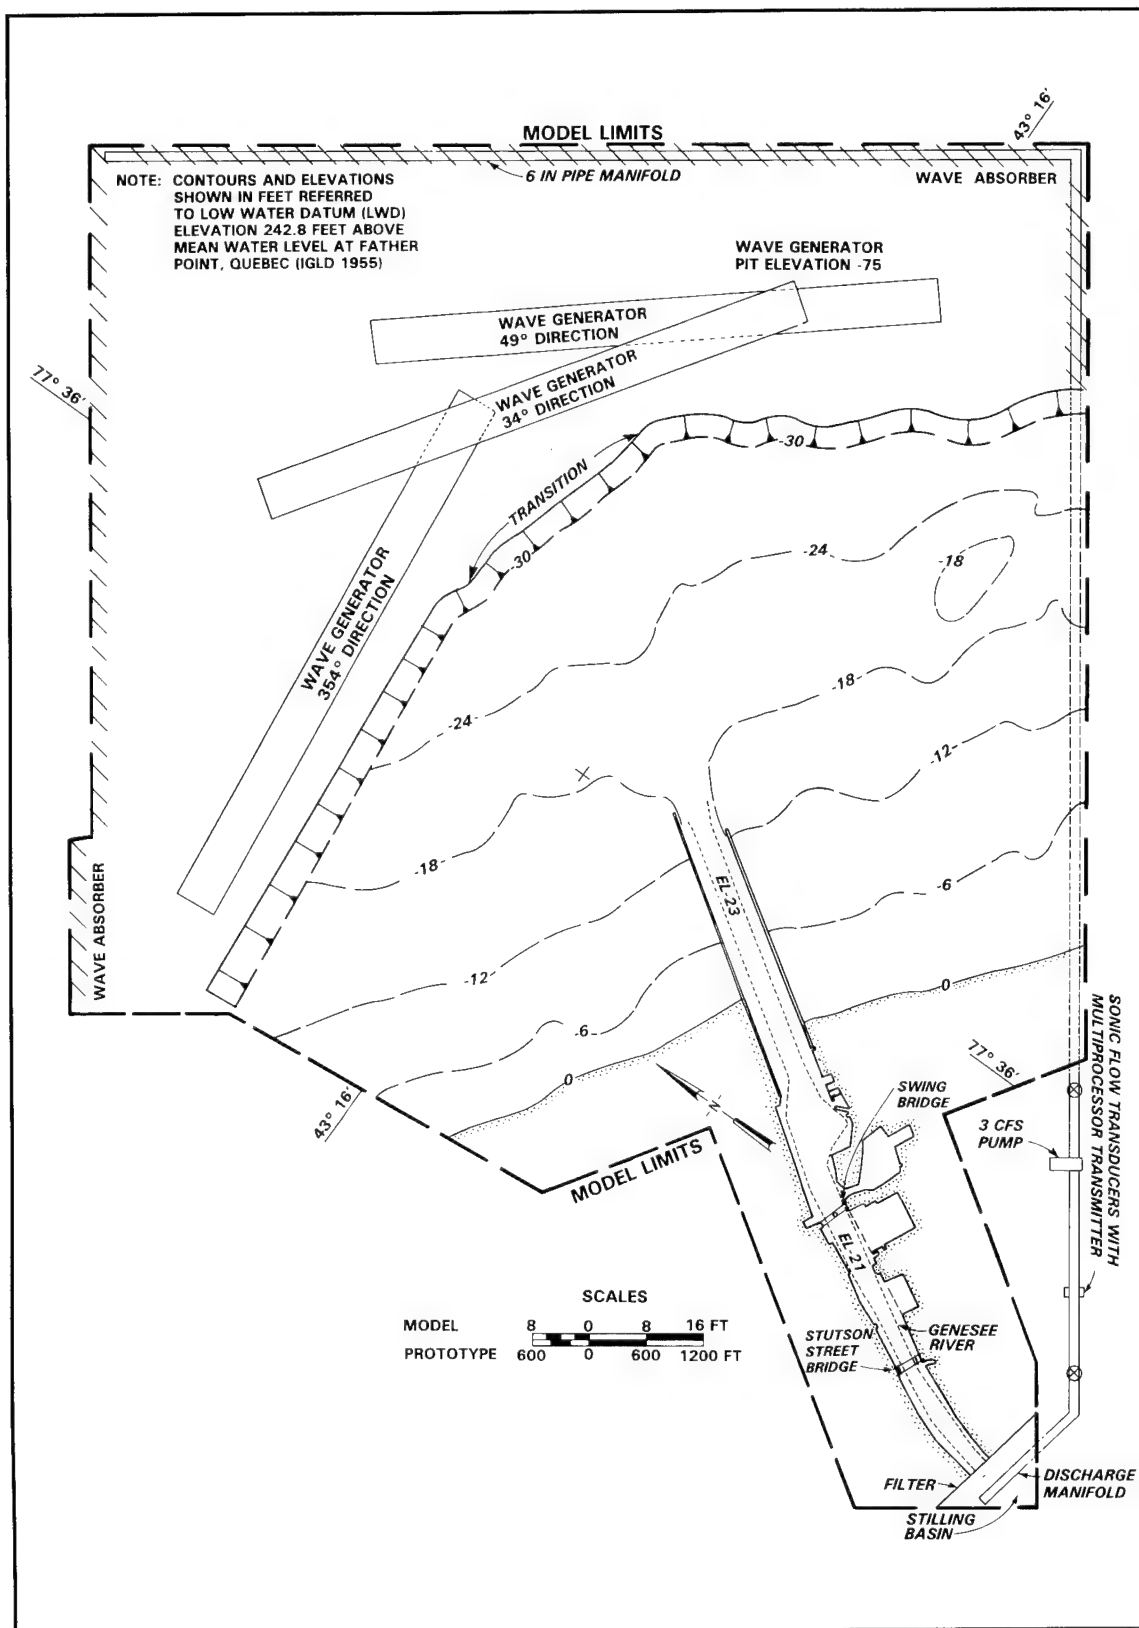 43° 16'
MODEL LIMITS
6 IN PIPE MANIFOLD
WAVE ABSORBER
NOTE: CONTOURS AND ELEVATIONS
SHOWN IN FEET REFERRED
TO LOW WATER DATUM (LWD)
ELEVATION 242.8 FEET ABOVE
MEAN WATER LEVEL AT FATHER
POINT, QUEBEC (IGLD 1955)
WAVE GENERATOR
PIT ELEVATION -75
WAVE GENERATOR
49° DIRECTION
WAVE GENERATOR
34° DIRECTION
77° 36'
-30
TRANSITION
-30
-24
-18
WAVE GENERATOR
354° DIRECTION
-18
-24
-12
-18
EL-23
-6
WAVE ABSORBER
-12
0
-6
0
SONIC FLOW TRANSDUCERS WITH
MULTIPROCESSOR TRANSMITTER
77° 36'
43° 16'
SWING
BRIDGE
N
3 CFS
PUMP
MODEL LIMITS
EL-21
SCALES
MODEL 8 0 8 16 FT
PROTOTYPE 600 0 600 1200 FT
STUTSON
STREET
BRIDGE
GENESEE
RIVER
FILTER
DISCHARGE
MANIFOLD
STILLING
BASIN